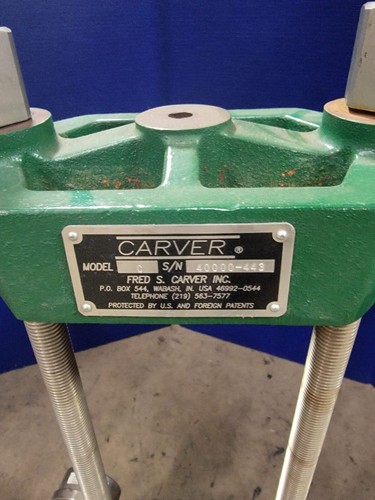 CARVER®
MODEL C S/N 40000-443
FRED S. CARVER INC.
P.O. BOX 544, WABASH, IN. USA 46992-0544
TELEPHONE (219) 563-7577
PROTECTED BY U.S. AND FOREIGN PATENTS